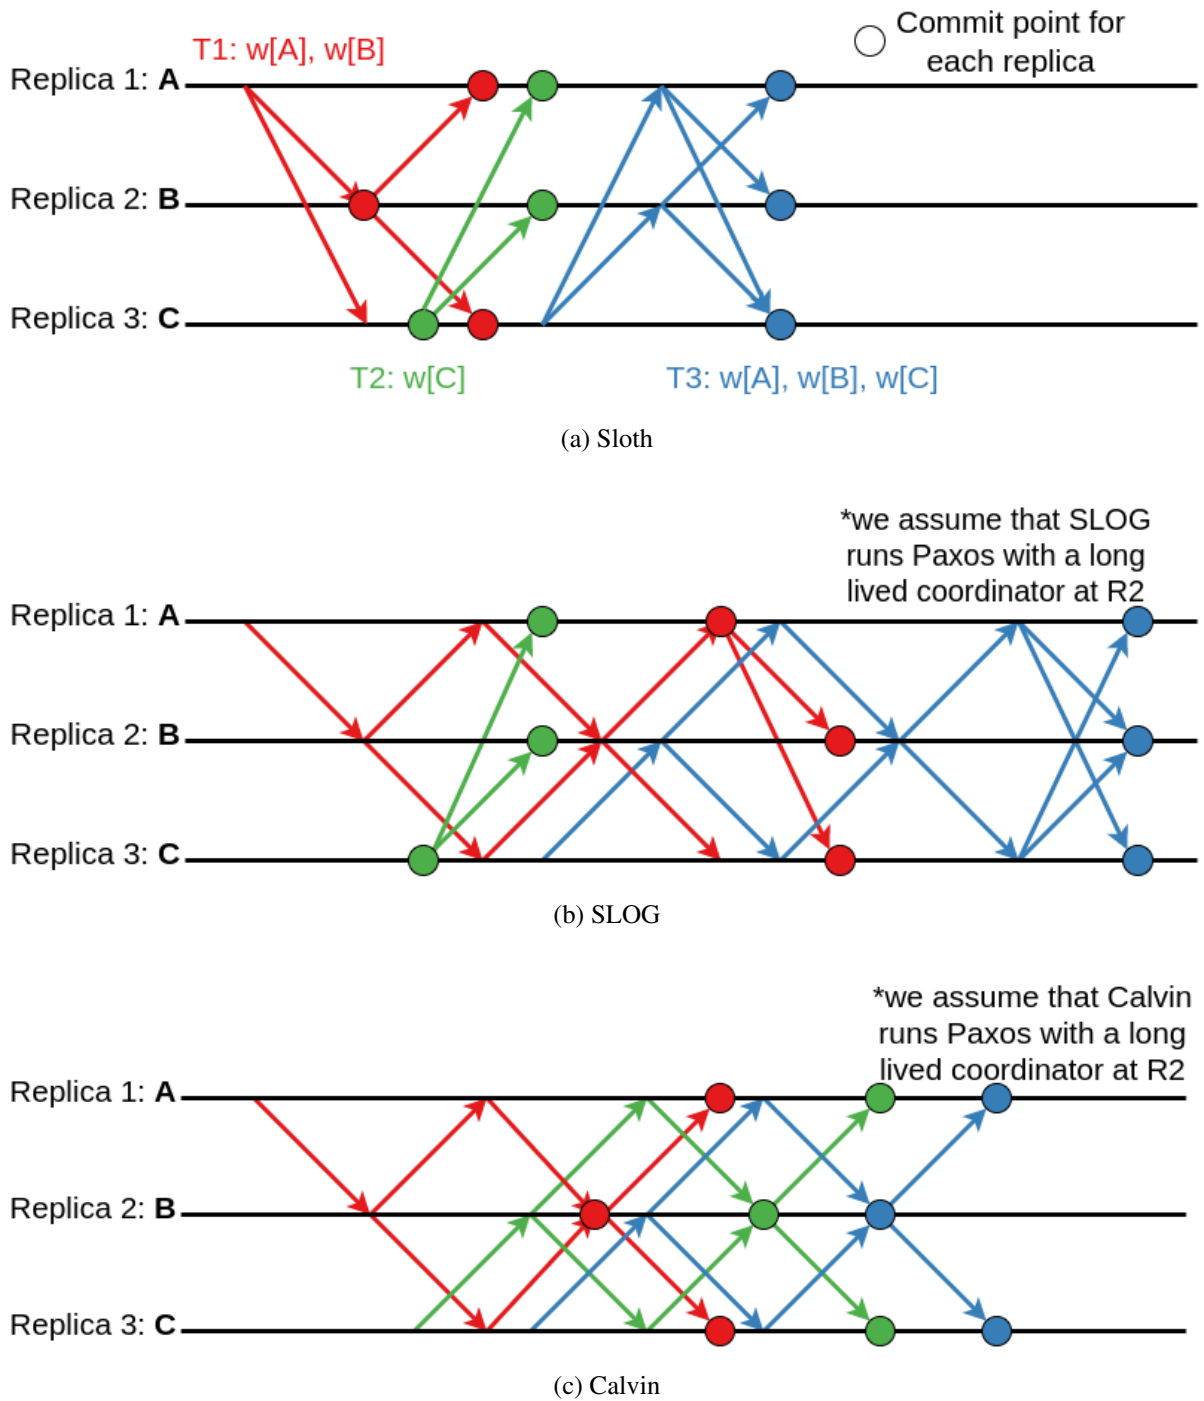 Commit point for
each replica
T1: w[A], w[B]
Replica 1: A
Replica 2: B
Replica 3: C
T2: w[C]
T3: w[A], w[B], w[C]
(a) Sloth
*we assume that SLOG
runs Paxos with a long
lived coordinator at R2
Replica 1: A
Replica 2: B
Replica 3: C
(b) SLOG
*we assume that Calvin
runs Paxos with a long
lived coordinator at R2
Replica 1: A
Replica 2: B
Replica 3: C
(c) Calvin